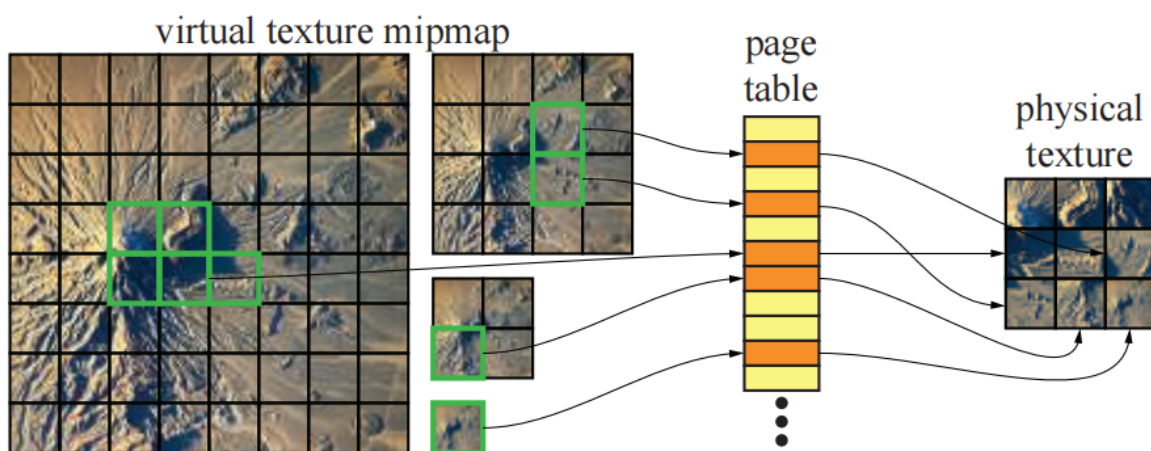 virtual texture mipmap
page
table
physical
texture